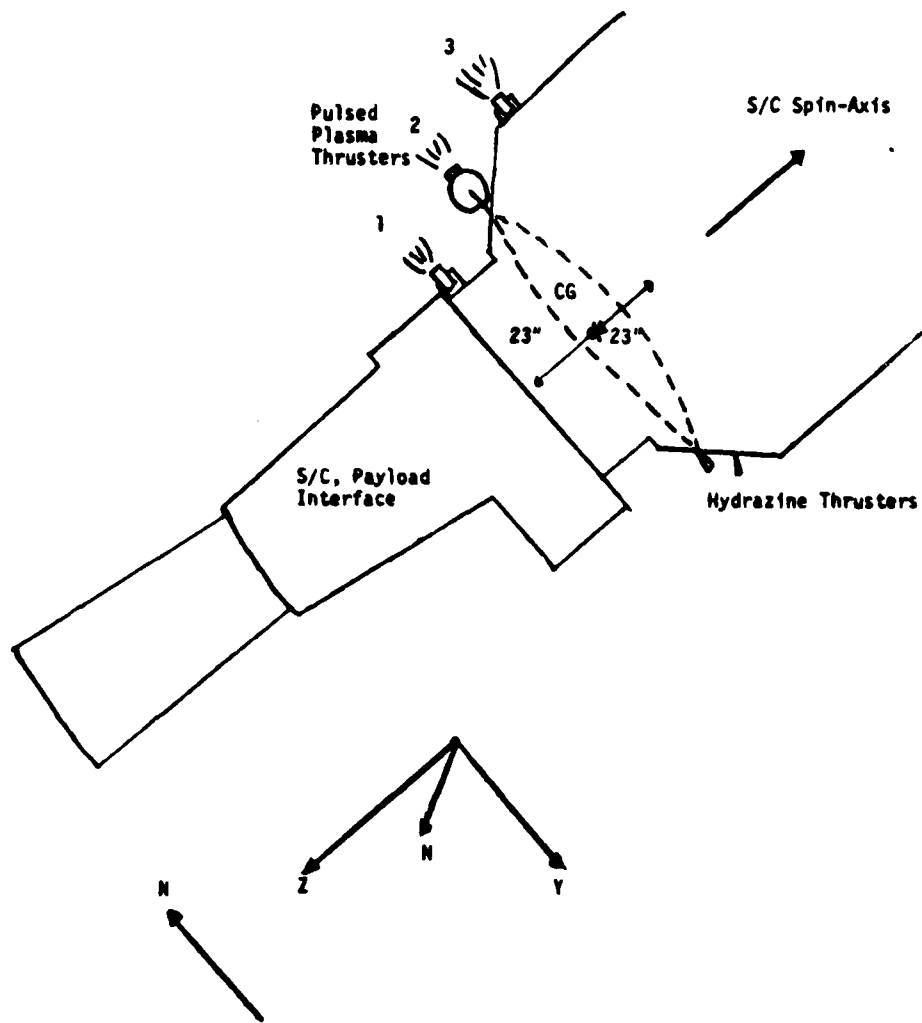 3
S/C Spin-Axis
Pulsed
Plasma
Thrusters
2
1
CG
23"
23"
S/C, Payload
Interface
Hydrazine Thrusters
N
Z
Y
N